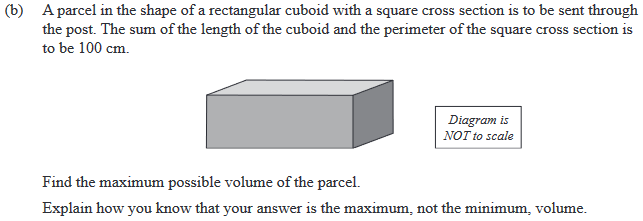 (b) A parcel in the shape of a rectangular cuboid with a square cross section is to be sent through
the post. The sum of the length of the cuboid and the perimeter of the square cross section is
to be 100 cm.
Diagram is
NOT to scale
Find the maximum possible volume of the parcel.
Explain how you know that your answer is the maximum, not the minimum, volume.